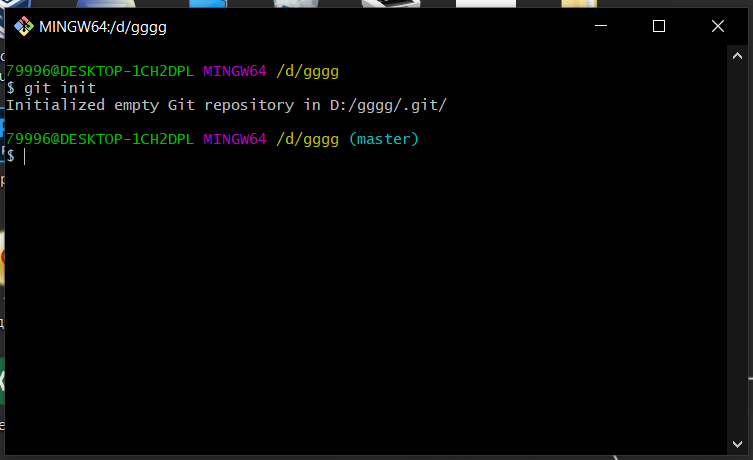 MINGW64:/d/gggg
79996@DESKTOP-1CH2DPL MINGW64 /d/gggg
$ git init
Initialized empty Git repository in D:/gggg/.git/
79996@DESKTOP-1CH2DPL MINGW64 /d/gggg (master)
$